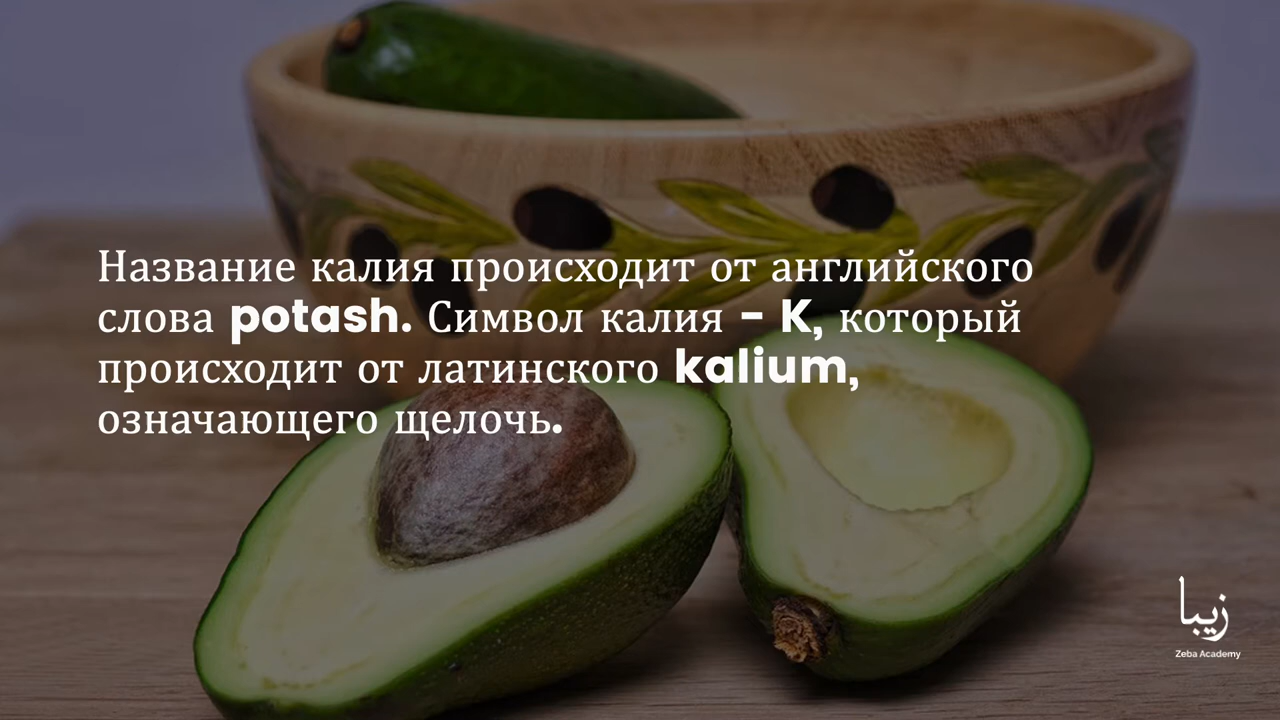 Название калия происходит от английского
слова potash. Символ калия - K, который
происходит от латинского kalium,
означающего щелочь.
زیبا
Zeba Academy